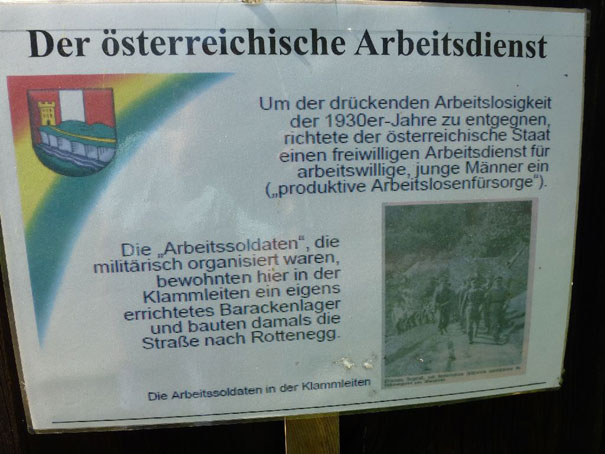 Der österreichische Arbeitsdienst
Um der drückenden Arbeitslosigkeit
der 1930er-Jahre zu entgegnen,
richtete der österreichische Staat
einen freiwilligen Arbeitsdienst für
arbeitswillige, junge Männer ein
(„produktive Arbeitslosenfürsorge“).
Die „Arbeitssoldaten“, die
militärisch organisiert waren,
bewohnten hier in der
Klammleiten ein eigens
errichtetes Barackenlager
und bauten damals die
Straße nach Rottenegg.
Die Arbeitssoldaten in der Klammleiten